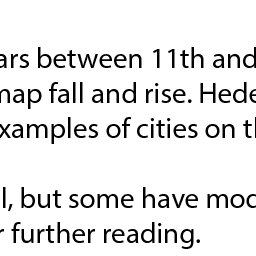 ars between 11th and
map fall and rise. Hede
examples of cities on th
l, but some have mod
r further reading.